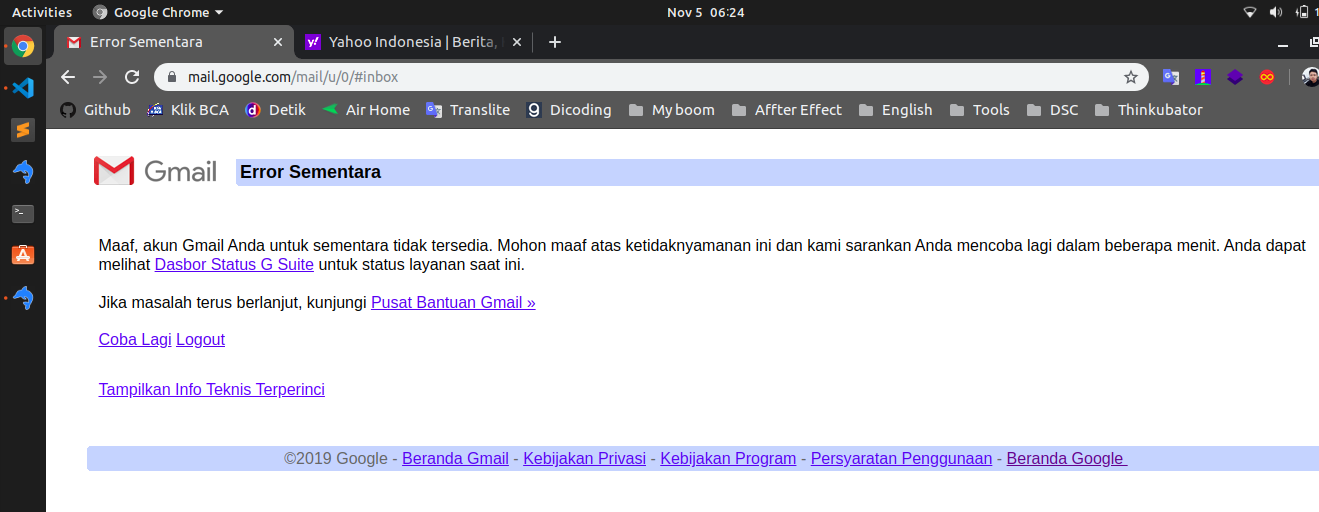 Activities Google Chrome Nov 5 06:24
Error Sementara Yahoo Indonesia | Berita,
mail.google.com/mail/u/0/#inbox
Github Klik BCA Detik Air Home Translite Dicoding My boom Affter Effect English Tools DSC Thinkubator
Gmail Error Sementara
Maaf, akun Gmail Anda untuk sementara tidak tersedia. Mohon maaf atas ketidaknyamanan ini dan kami sarankan Anda mencoba lagi dalam beberapa menit. Anda dapat
melihat Dasbor Status G Suite untuk status layanan saat ini.
Jika masalah terus berlanjut, kunjungi Pusat Bantuan Gmail »
Coba Lagi Logout
Tampilkan Info Teknis Terperinci
©2019 Google - Beranda Gmail - Kebijakan Privasi - Kebijakan Program - Persyaratan Penggunaan - Beranda Google